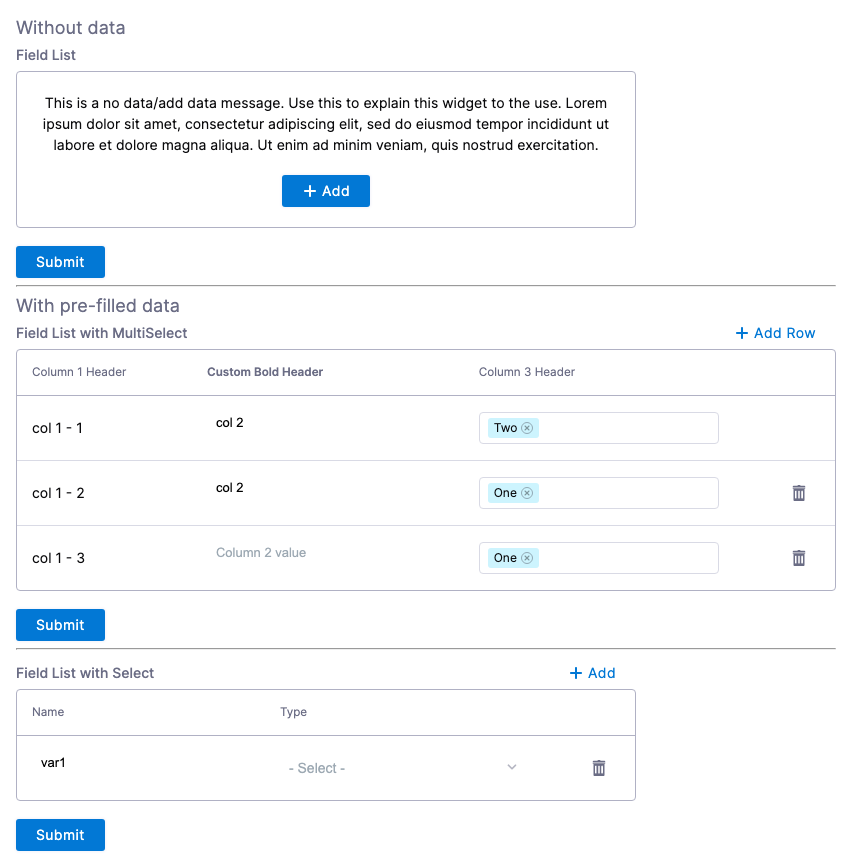 Without data
Field List
This is a no data/add data message. Use this to explain this widget to the use. Lorem
ipsum dolor sit amet, consectetur adipiscing elit, sed do eiusmod tempor incididunt ut
labore et dolore magna aliqua. Ut enim ad minim veniam, quis nostrud exercitation.
+ Add
Submit
With pre-filled data
Field List with MultiSelect
+ Add Row
Column 1 Header
Custom Bold Header
Column 3 Header
col 1 - 1
col 2
Two
col 1 - 2
col 2
One
col 1 - 3
Column 2 value
One
Submit
Field List with Select
+ Add
Name
Type
var1
- Select -
Submit